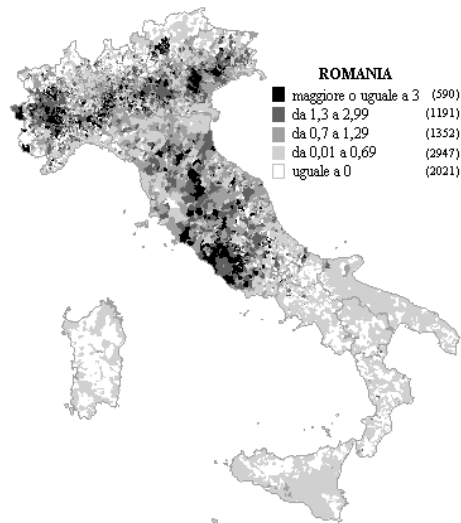 ROMANIA
maggiore o uguale a 3 (590)
da 1,3 a 2,99 (1191)
da 0,7 a 1,29 (1352)
da 0,01 a 0,69 (2947)
uguale a 0 (2021)